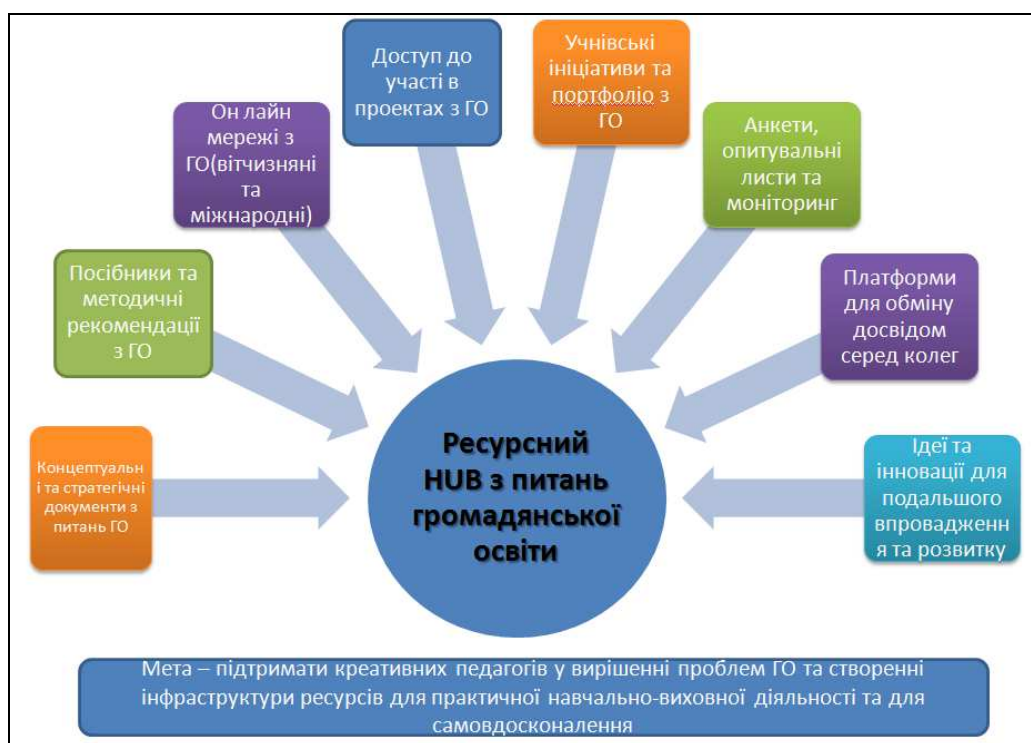 Концептуальн
і та стратегічні
документи з
питань ГО
Посібники та
методичні
рекомендації
з ГО
Он лайн
мережі з
ГО(вітчизняні
та
міжнародні)
Доступ до
участі в
проектах з ГО
Учнівські
ініціативи та
портфоліо з
ГО
Анкети,
опитувальні
листи та
моніторинг
Платформи
для обміну
досвідом
серед колег
Ідеї та
інновації для
подальшого
впровадженн
я та розвитку
Ресурсний
HUB з питань
громадянської
освіти
Мета – підтримати креативних педагогів у вирішенні проблем ГО та створенні
інфраструктури ресурсів для практичної навчально-виховної діяльності та для
самовдосконалення